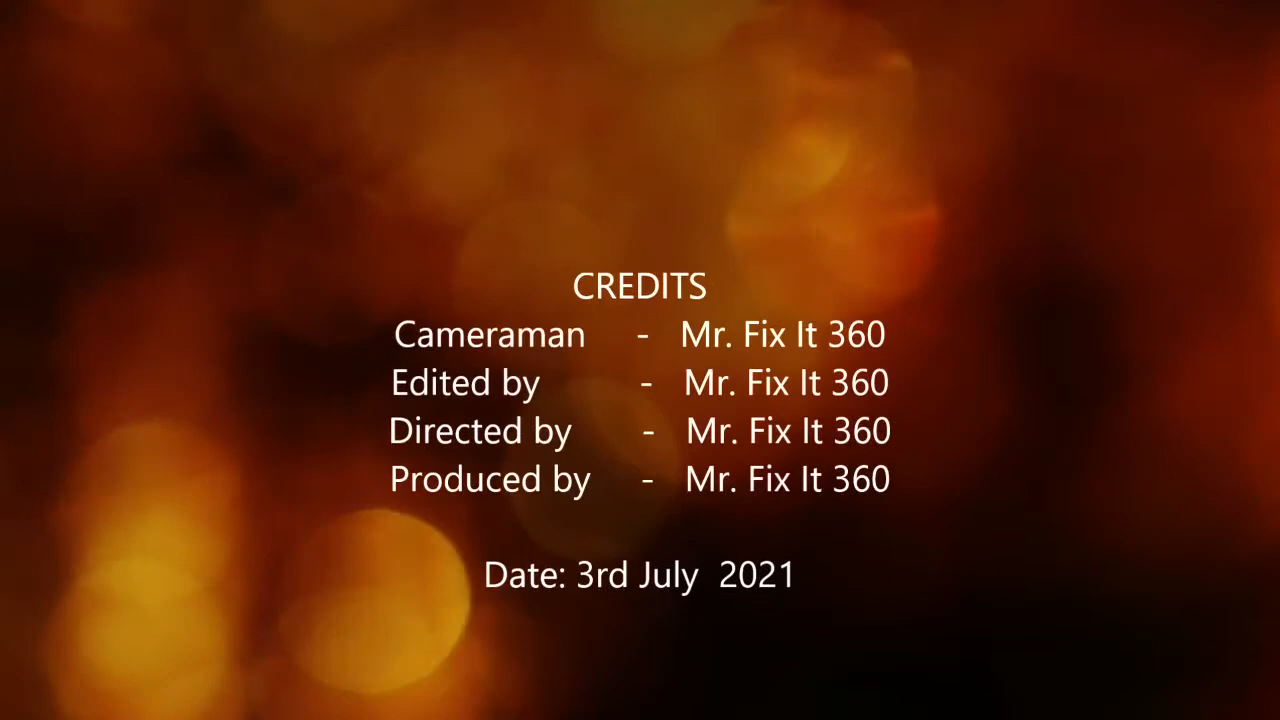 CREDITS
Cameraman - Mr. Fix It 360
Edited by - Mr. Fix It 360
Directed by - Mr. Fix It 360
Produced by - Mr. Fix It 360
Date: 3rd July 2021